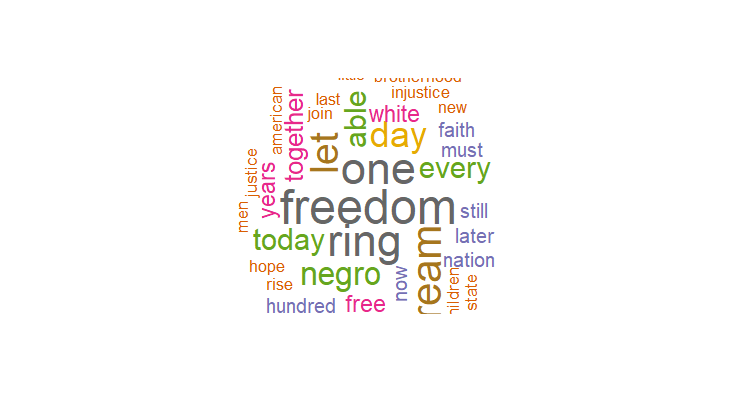 little brotherhood
american last injustice
together join able white new
let day faith
justice one must
years every
men freedom still
today ring later
hope negro ream nation
rise now hildren state
hundred free